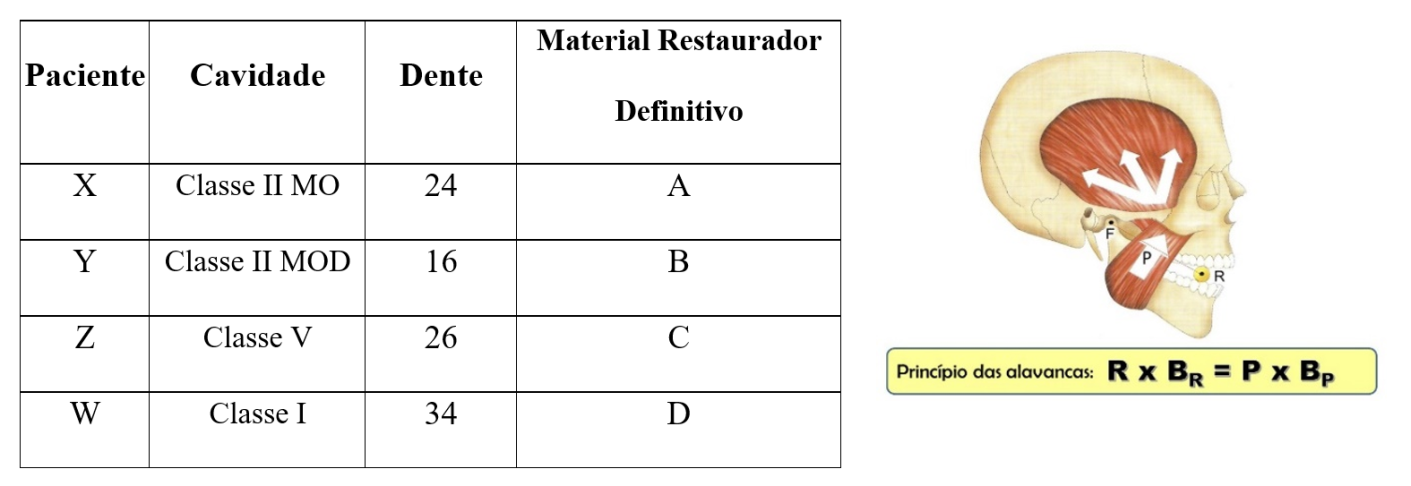 Paciente Cavidade Dente Material Restaurador Definitivo
X Classe II MO 24 A
Y Classe II MOD 16 B
Z Classe V 26 C
W Classe I 34 D
F
P
R
Princípio das alavancas: R x BR = P x BP